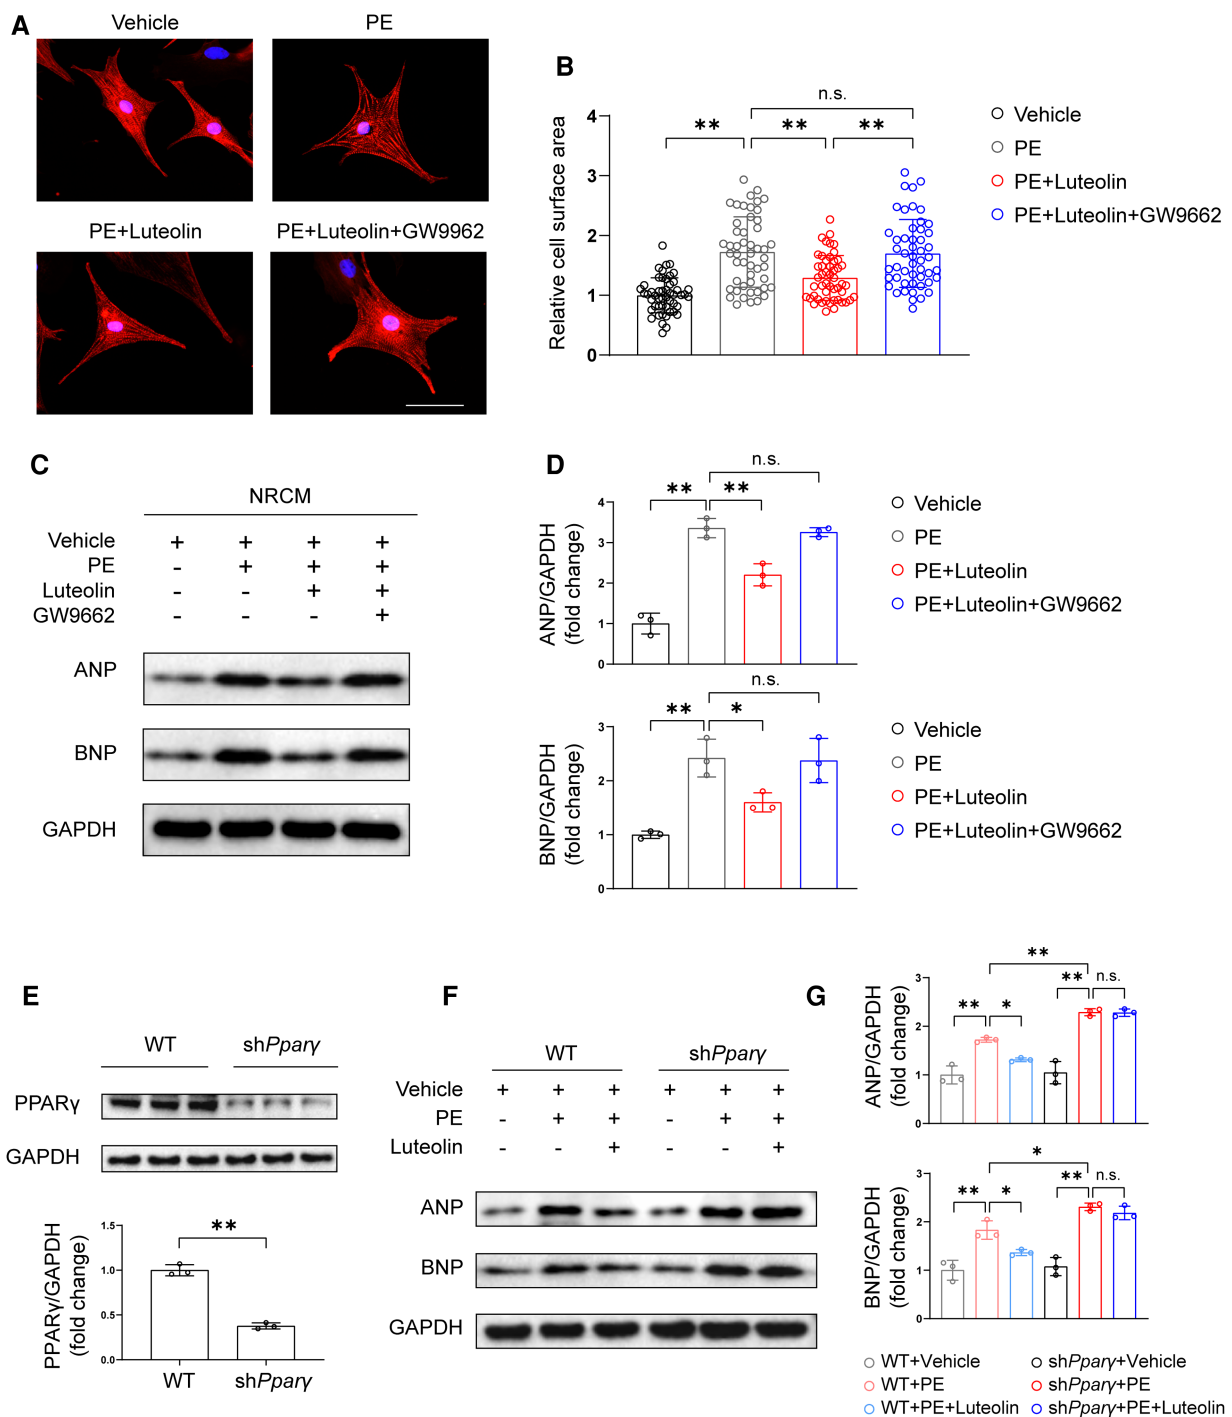 A
Vehicle
PE
PE+Luteolin
PE+Luteolin+GW9962
B
Relative cell surface area
4
3
2
1
0
**
**
**
n.s.
Vehicle
PE
PE+Luteolin
PE+Luteolin+GW9662
C
NRCM
Vehicle + + + +
PE - + + +
Luteolin - - + +
GW9662 - - - +
ANP
BNP
GAPDH
D
ANP/GAPDH
(fold change)
4
3
2
1
0
**
**
n.s.
Vehicle
PE
PE+Luteolin
PE+Luteolin+GW9662
BNP/GAPDH
(fold change)
3
2
1
0
**
*
n.s.
Vehicle
PE
PE+Luteolin
PE+Luteolin+GW9662
E
WT shPparγ
PPARγ
GAPDH
PPARγ/GAPDH
(fold change)
1.5
1.0
0.5
0.0
**
WT shPparγ
F
WT shPparγ
Vehicle + + + + + +
PE - + + - + +
Luteolin - - + - - +
ANP
BNP
GAPDH
G
ANP/GAPDH
(fold change)
3
2
1
0
**
*
**
**
n.s.
BNP/GAPDH
(fold change)
3
2
1
0
**
*
*
**
n.s.
WT+Vehicle
WT+PE
WT+PE+Luteolin
shPparγ+Vehicle
shPparγ+PE
shPparγ+PE+Luteolin